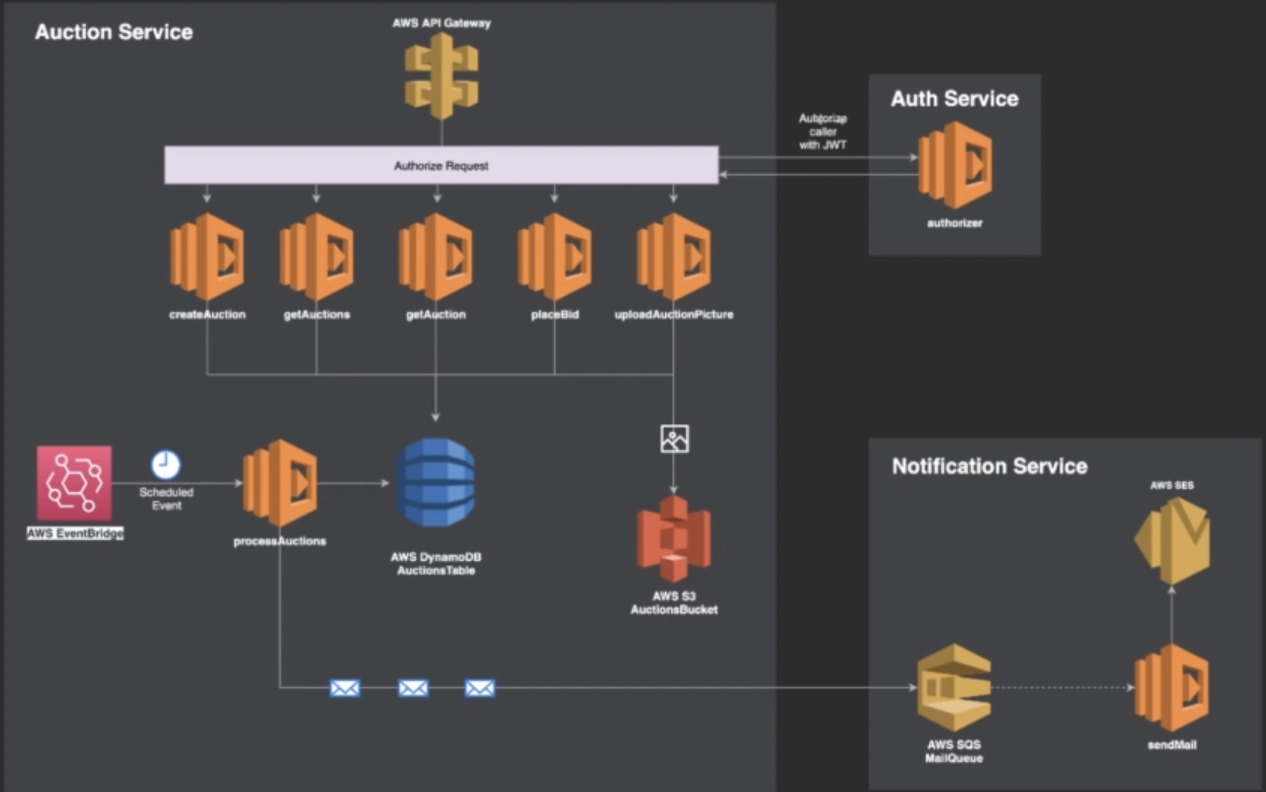 Auction Service
AWS API Gateway
Auth Service
Authorize
caller
with JWT
Authorize Request
authorizer
createAuction
getAuctions
getAuction
placeBid
uploadAuctionPicture
Notification Service
AWS SES
Scheduled
Event
AWS EventBridge
processAuctions
AWS DynamoDB
AuctionsTable
AWS S3
AuctionsBucket
AWS SQS
MailQueue
sendMail